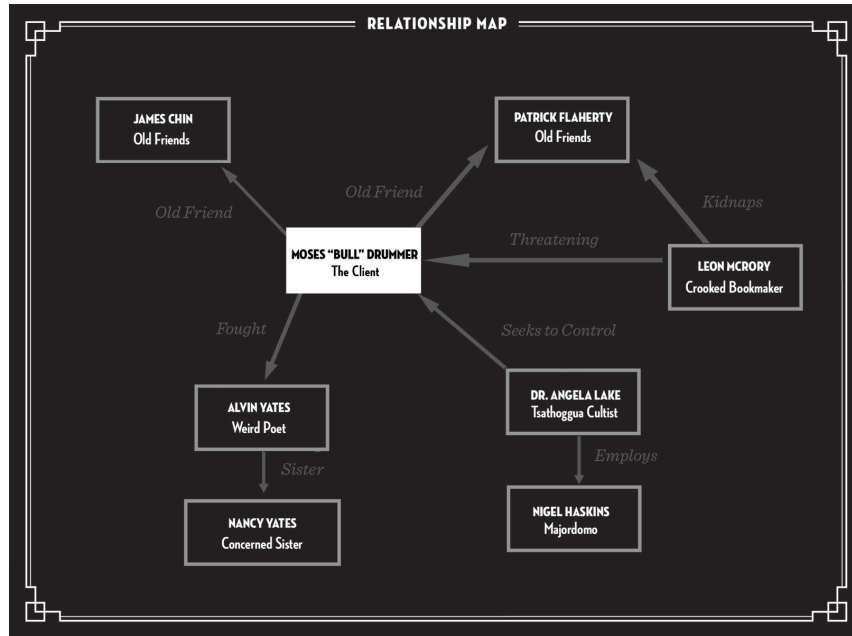 RELATIONSHIP MAP
JAMES CHIN
Old Friends
PATRICK FLAHERTY
Old Friends
Old Friend
Old Friend
Kidnaps
MOSES “BULL” DRUMMER
The Client
Threatening
LEON MCRORY
Crooked Bookmaker
Fought
Seeks to Control
ALVIN YATES
Weird Poet
DR. ANGELA LAKE
Tsathoggua Cultist
Sister
Employs
NANCY YATES
Concerned Sister
NIGEL HASKINS
Majordomo